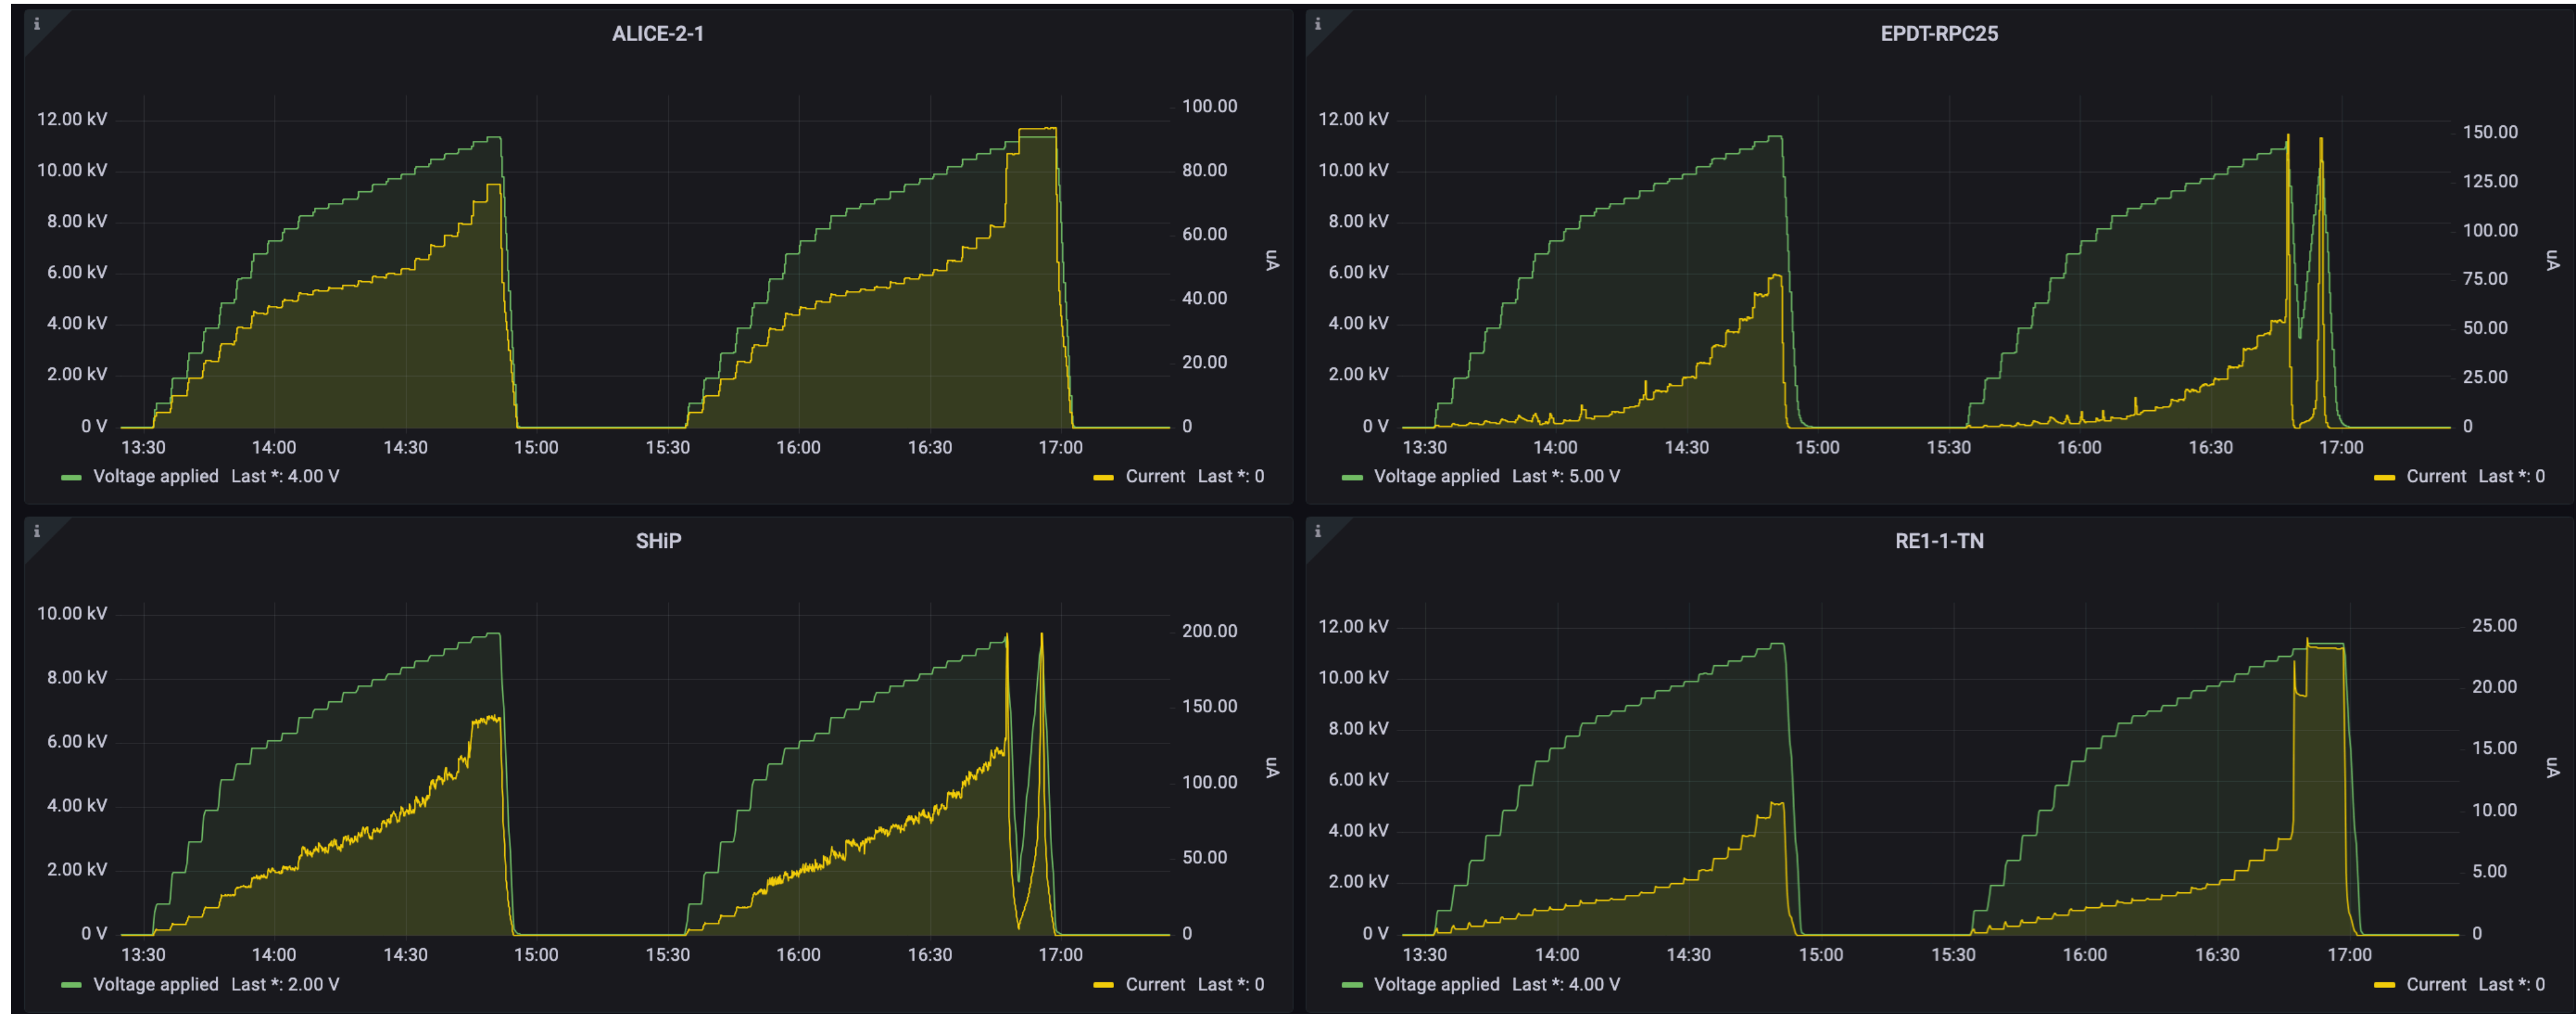 ALICE-2-1
12.00 kV
10.00 kV
8.00 kV
6.00 kV
4.00 kV
2.00 kV
0 V
100.00
80.00
60.00
40.00
20.00
0
uA
13:30 14:00 14:30 15:00 15:30 16:00 16:30 17:00
Voltage applied Last *: 4.00 V Current Last *: 0
EPDT-RPC25
12.00 kV
10.00 kV
8.00 kV
6.00 kV
4.00 kV
2.00 kV
0 V
150.00
125.00
100.00
75.00
50.00
25.00
0
uA
13:30 14:00 14:30 15:00 15:30 16:00 16:30 17:00
Voltage applied Last *: 5.00 V Current Last *: 0
SHiP
10.00 kV
8.00 kV
6.00 kV
4.00 kV
2.00 kV
0 V
200.00
150.00
100.00
50.00
0
uA
13:30 14:00 14:30 15:00 15:30 16:00 16:30 17:00
Voltage applied Last *: 2.00 V Current Last *: 0
RE1-1-TN
12.00 kV
10.00 kV
8.00 kV
6.00 kV
4.00 kV
2.00 kV
0 V
25.00
20.00
15.00
10.00
5.00
0
uA
13:30 14:00 14:30 15:00 15:30 16:00 16:30 17:00
Voltage applied Last *: 4.00 V Current Last *: 0